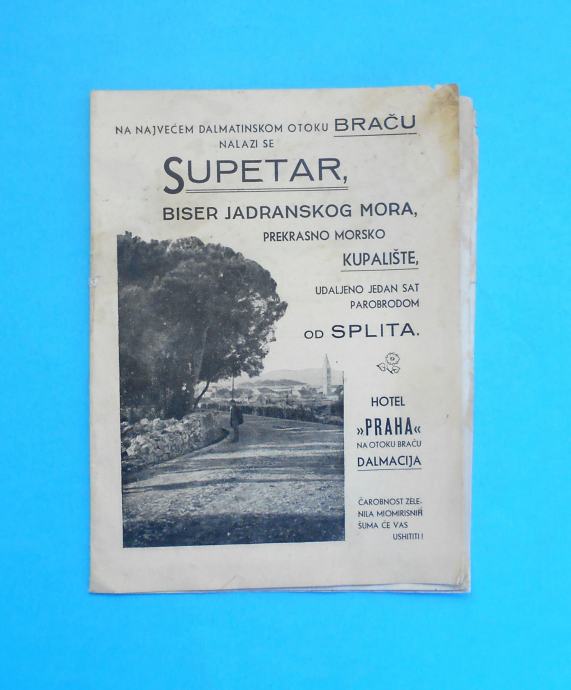 NA NAJVEĆEM DALMATINSKOM OTOKU BRAČU
NALAZI SE
SUPETAR,
BISER JADRANSKOG MORA,
PREKRASNO MORSKO
KUPALIŠTE,
UDALJENO JEDAN SAT
PAROBRODOM
OD SPLITA.
HOTEL
»PRAHA«
NA OTOKU BRAČU
DALMACIJA
ČAROBNOST ZELE-
NILA MIOMIRISNIH
ŠUMA ĆE VAS
USHITITI!